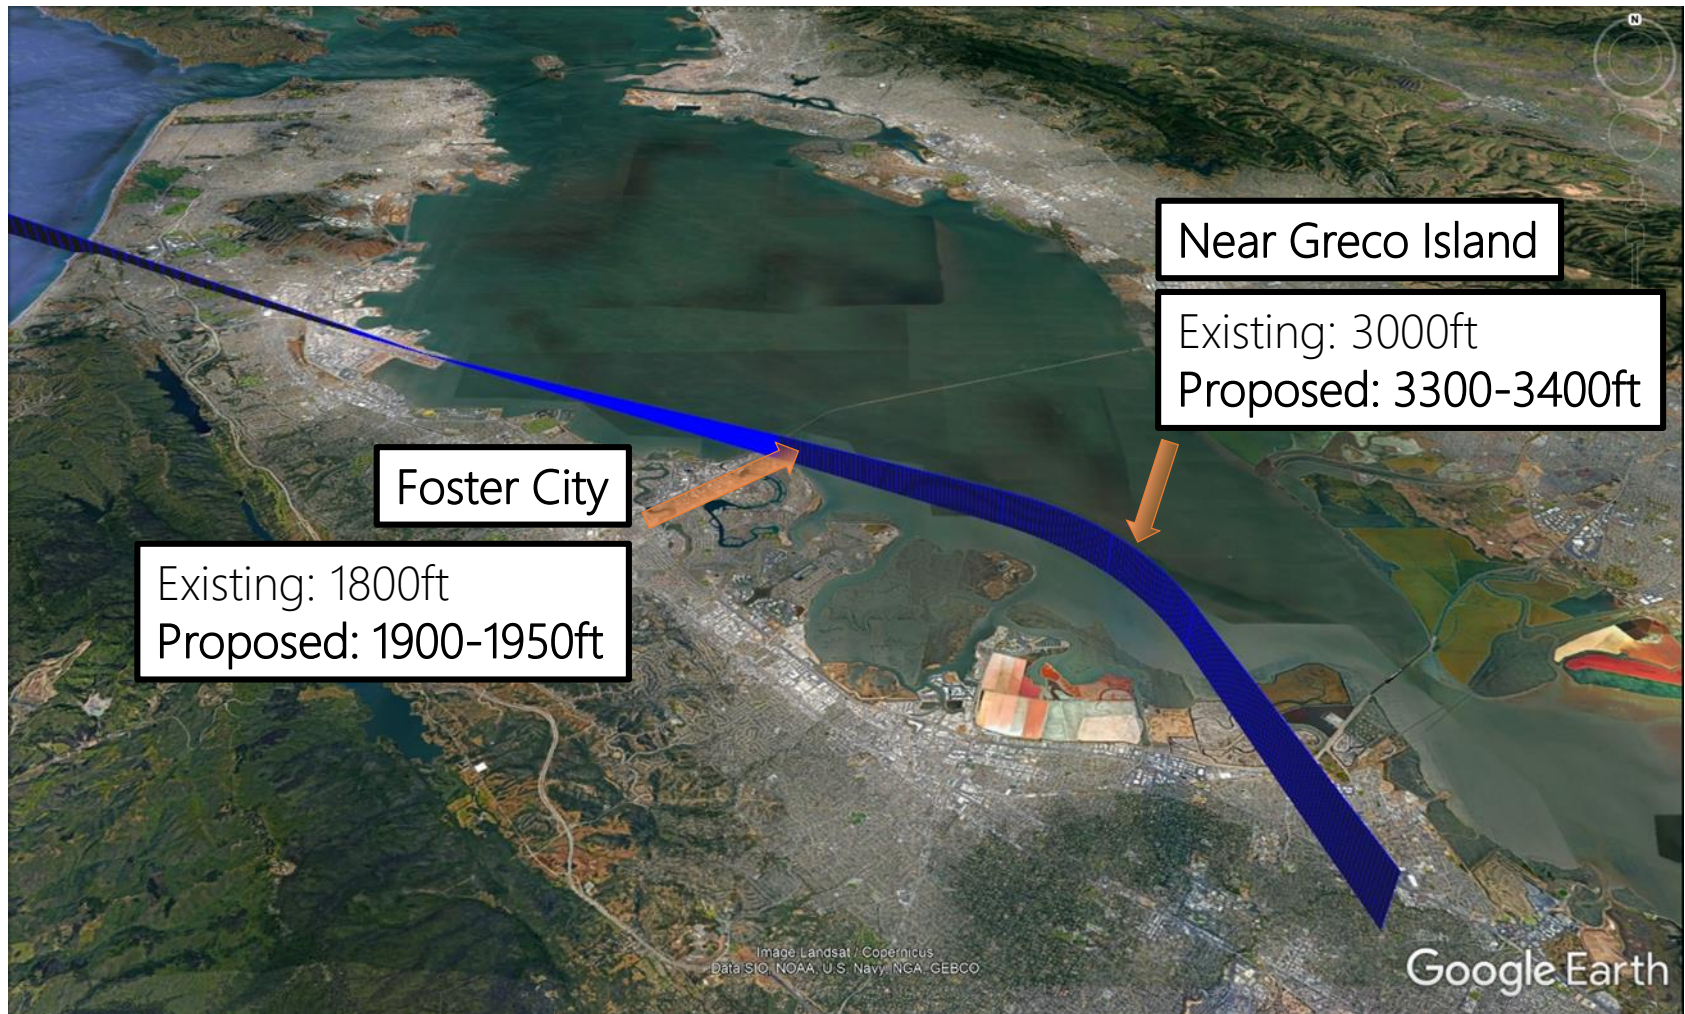 N
Near Greco Island
Existing: 3000ft
Proposed: 3300-3400ft
Foster City
Existing: 1800ft
Proposed: 1900-1950ft
Image Landsat / Copernicus
Data SIO, NOAA, U.S. Navy, NGA, GEBCO
Google Earth